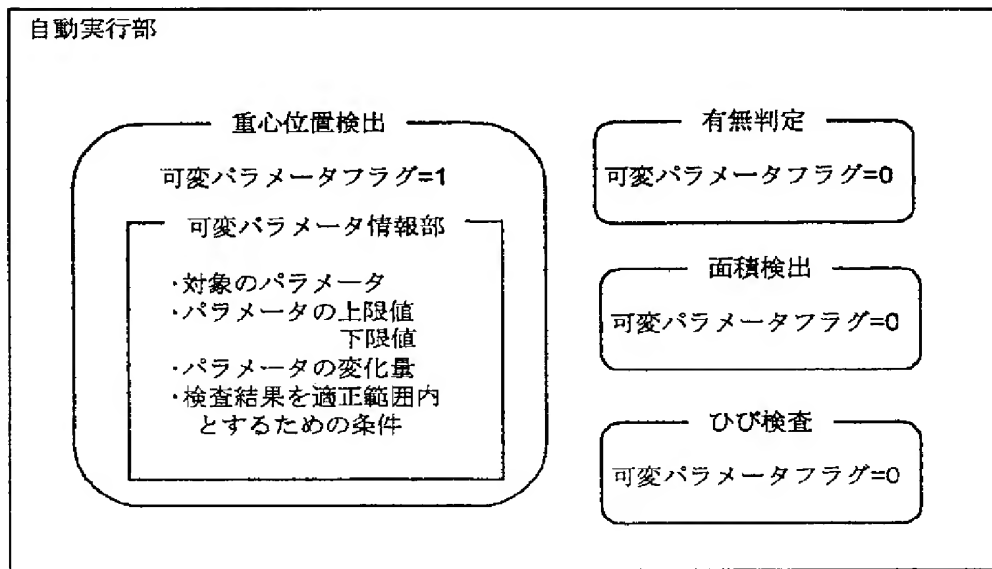 自動実行部
重心位置検出
可変パラメータフラグ=1
可変パラメータ情報部
・対象のパラメータ
・パラメータの上限値
下限値
・パラメータの変化量
・検査結果を適正範囲内
とするための条件
有無判定
可変パラメータフラグ=0
面積検出
可変パラメータフラグ=0
ひび検査
可変パラメータフラグ=0